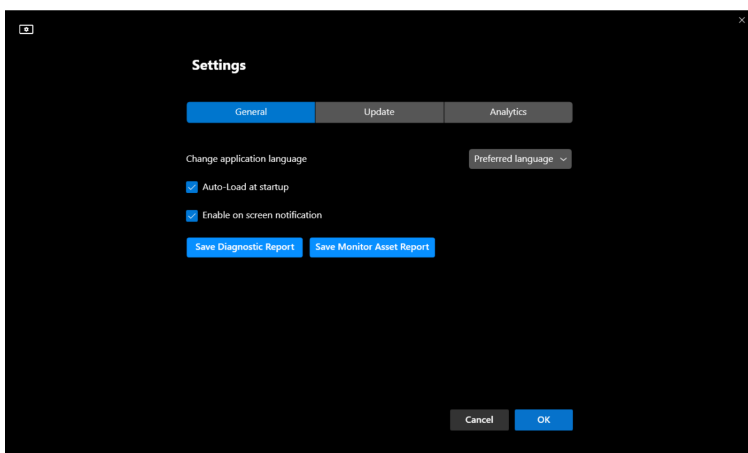 Settings
General Update Analytics
Change application language Preferred language
Auto-Load at startup
Enable on screen notification
Save Diagnostic Report Save Monitor Asset Report
Cancel OK